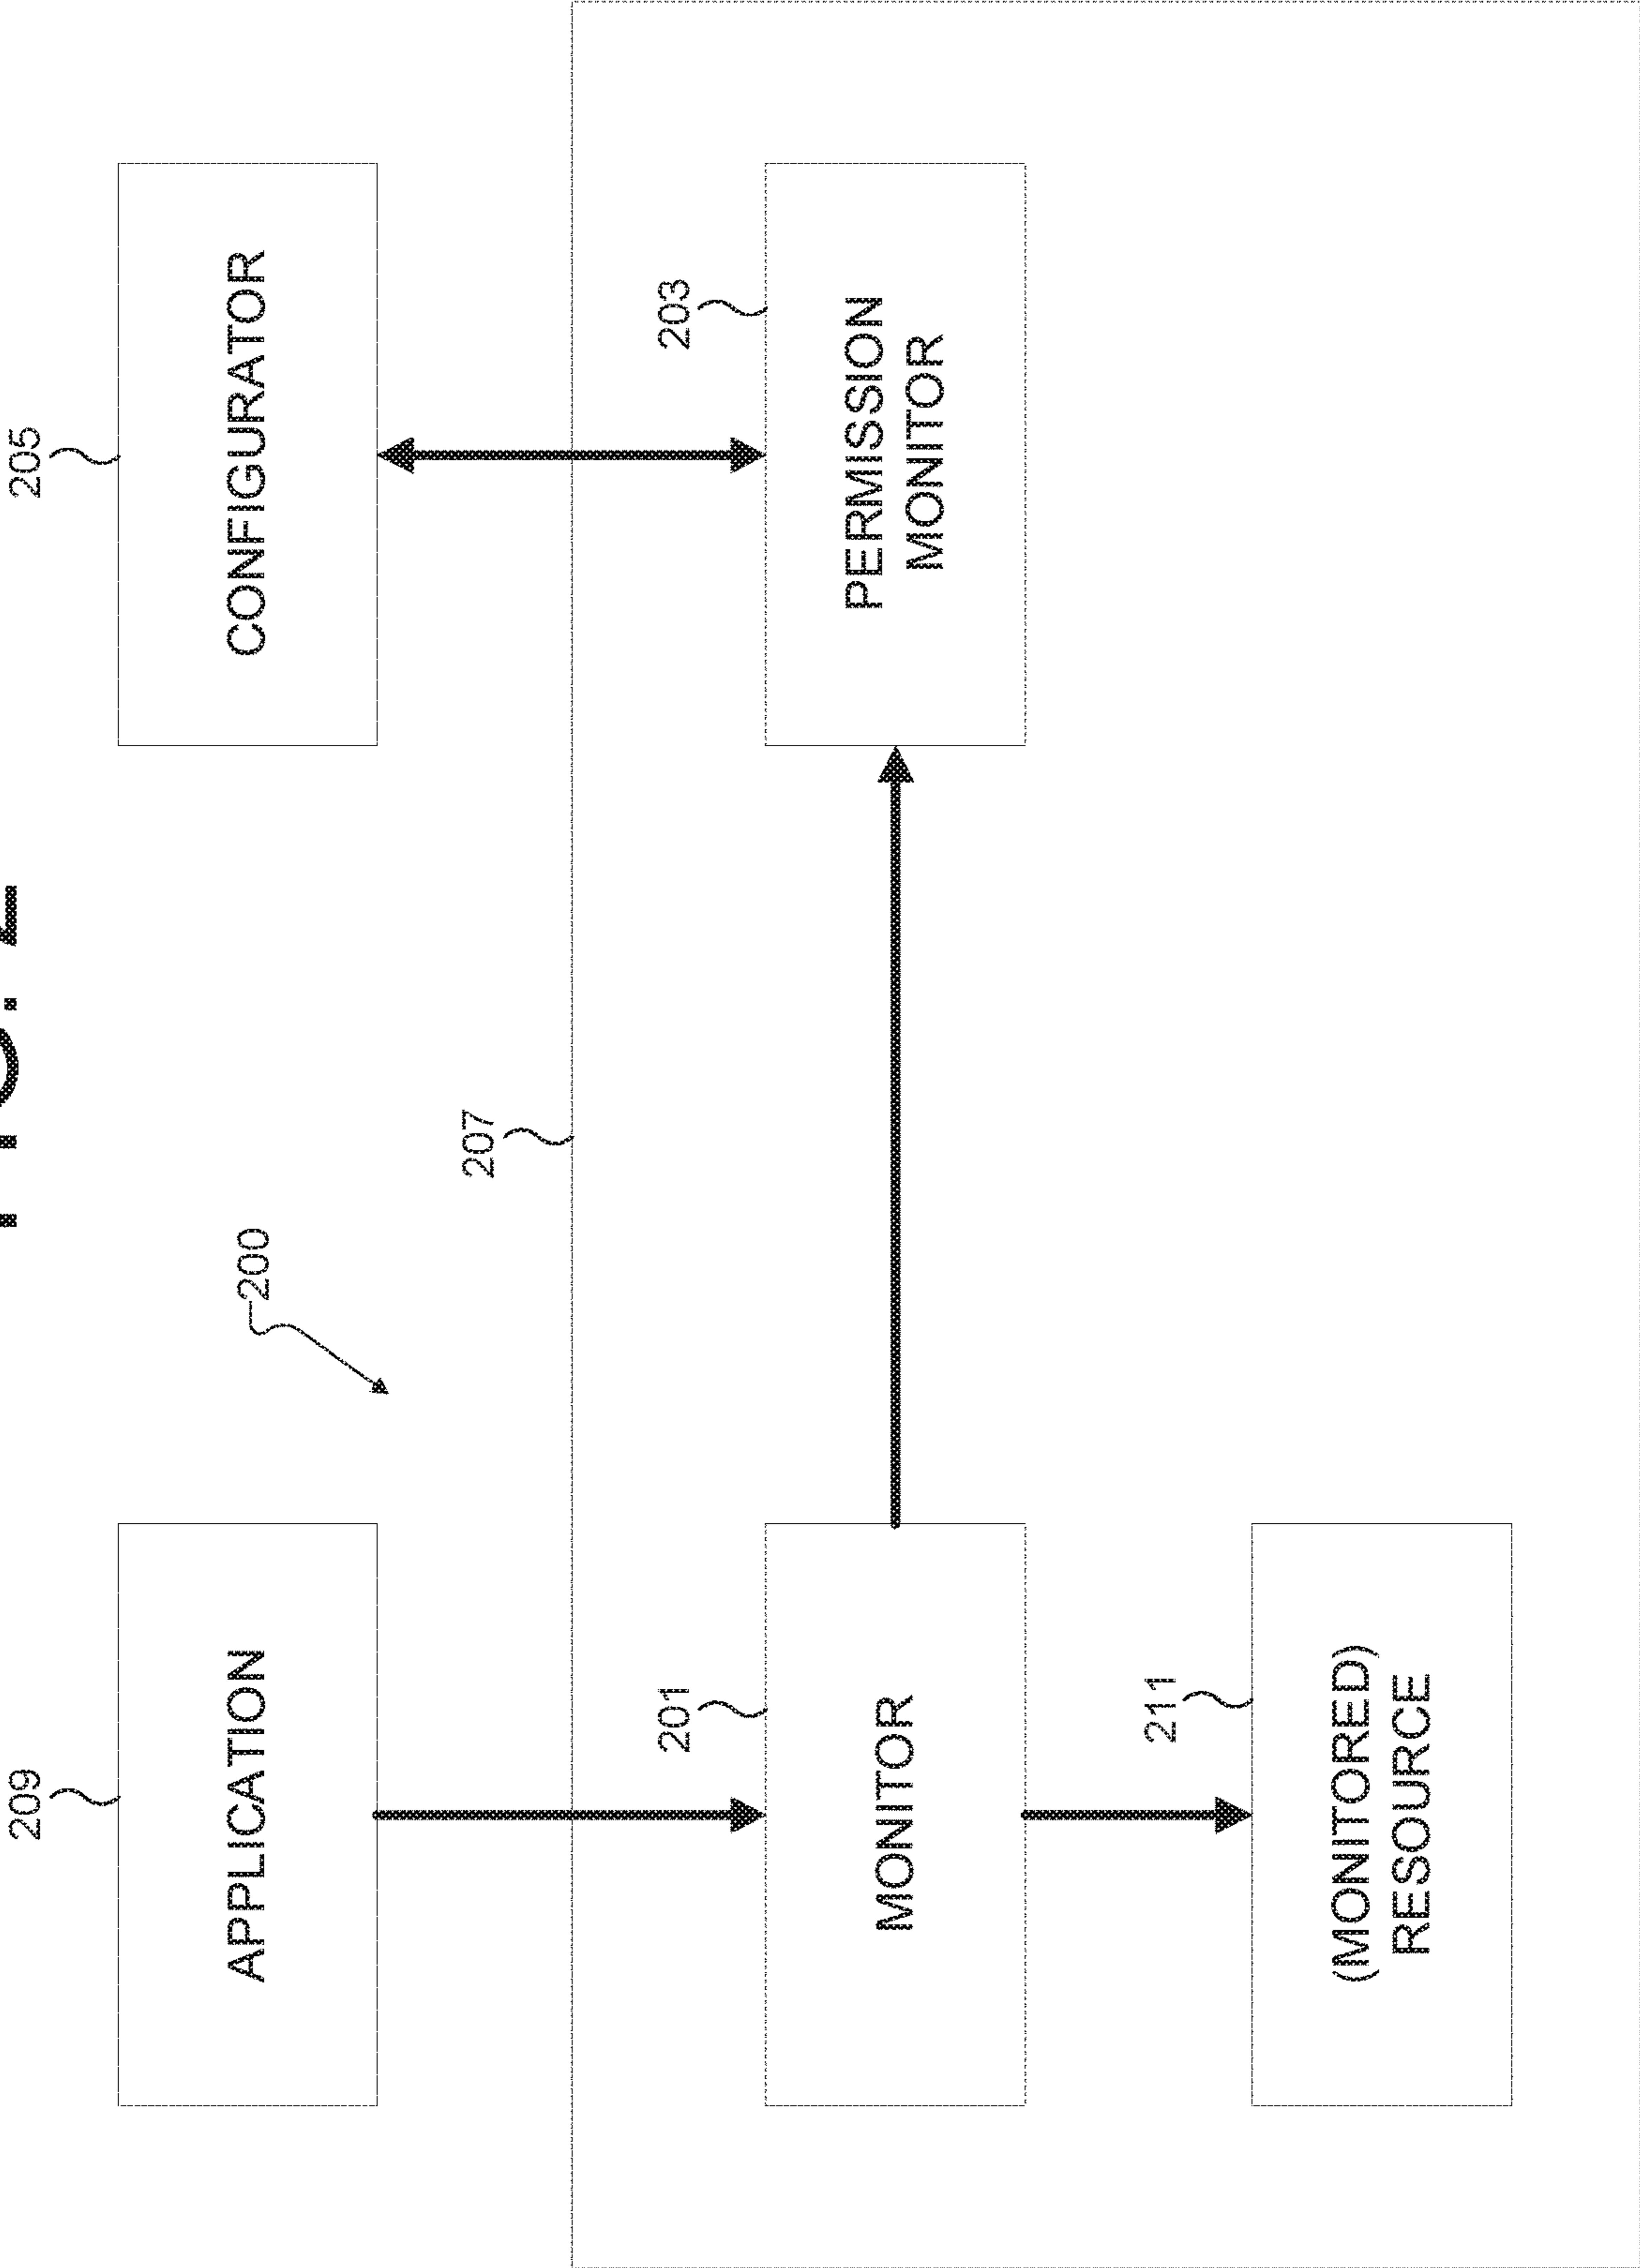 209
205
APPLICATION
200
CONFIGURATOR
207
201
203
MONITOR
PERMISSION
MONITOR
211
(MONITORED)
RESOURCE